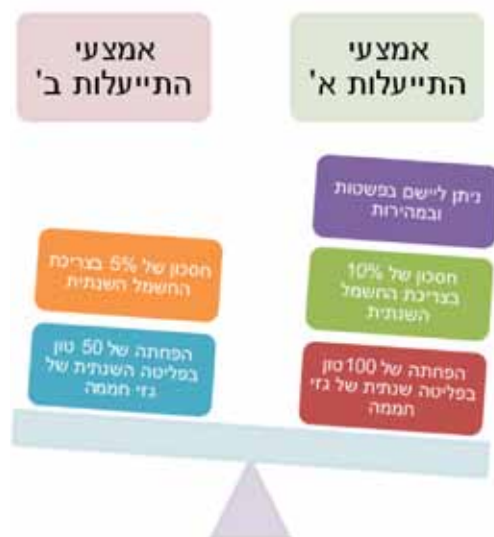 אמצעי
התייעלות א'
אמצעי
התייעלות ב'
ניתן ליישם בפשטות
ובמהירות
חסכון של 10%
בצריכת החשמל
השנתית
הפחתה של 100 טון
בפליטה שנתית של גזי
חממה
חסכון של 5% בצריכת
החשמל השנתית
הפחתה של 50 טון
בפליטה השנתית של
גזי חממה